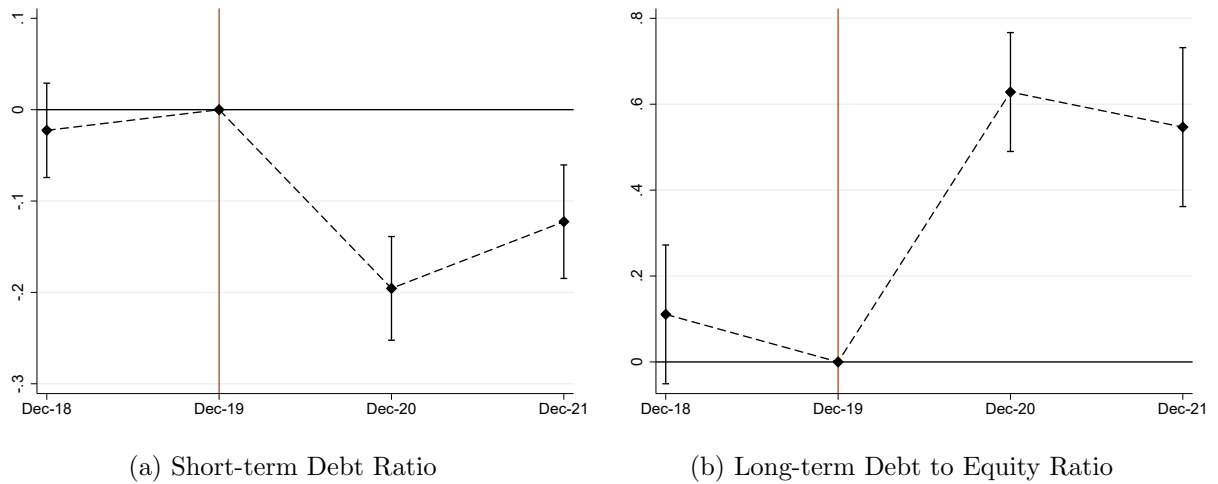 .1
0
-.1
-.2
-.3
Dec-18 Dec-19 Dec-20 Dec-21
(a) Short-term Debt Ratio
.8
.6
.4
.2
0
Dec-18 Dec-19 Dec-20 Dec-21
(b) Long-term Debt to Equity Ratio